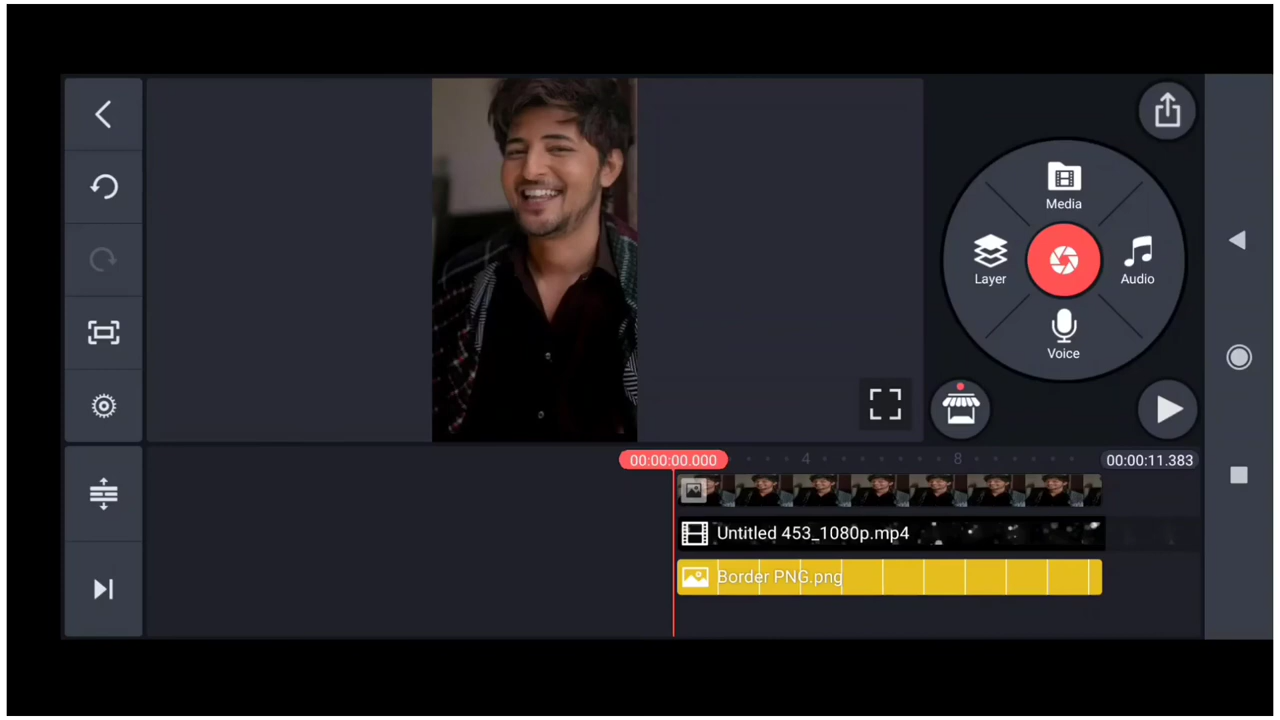 Media
Layer
Audio
Voice
00:00:00.000
4
8
00:00:11.383
Untitled 453_1080p.mp4
Border PNG.png